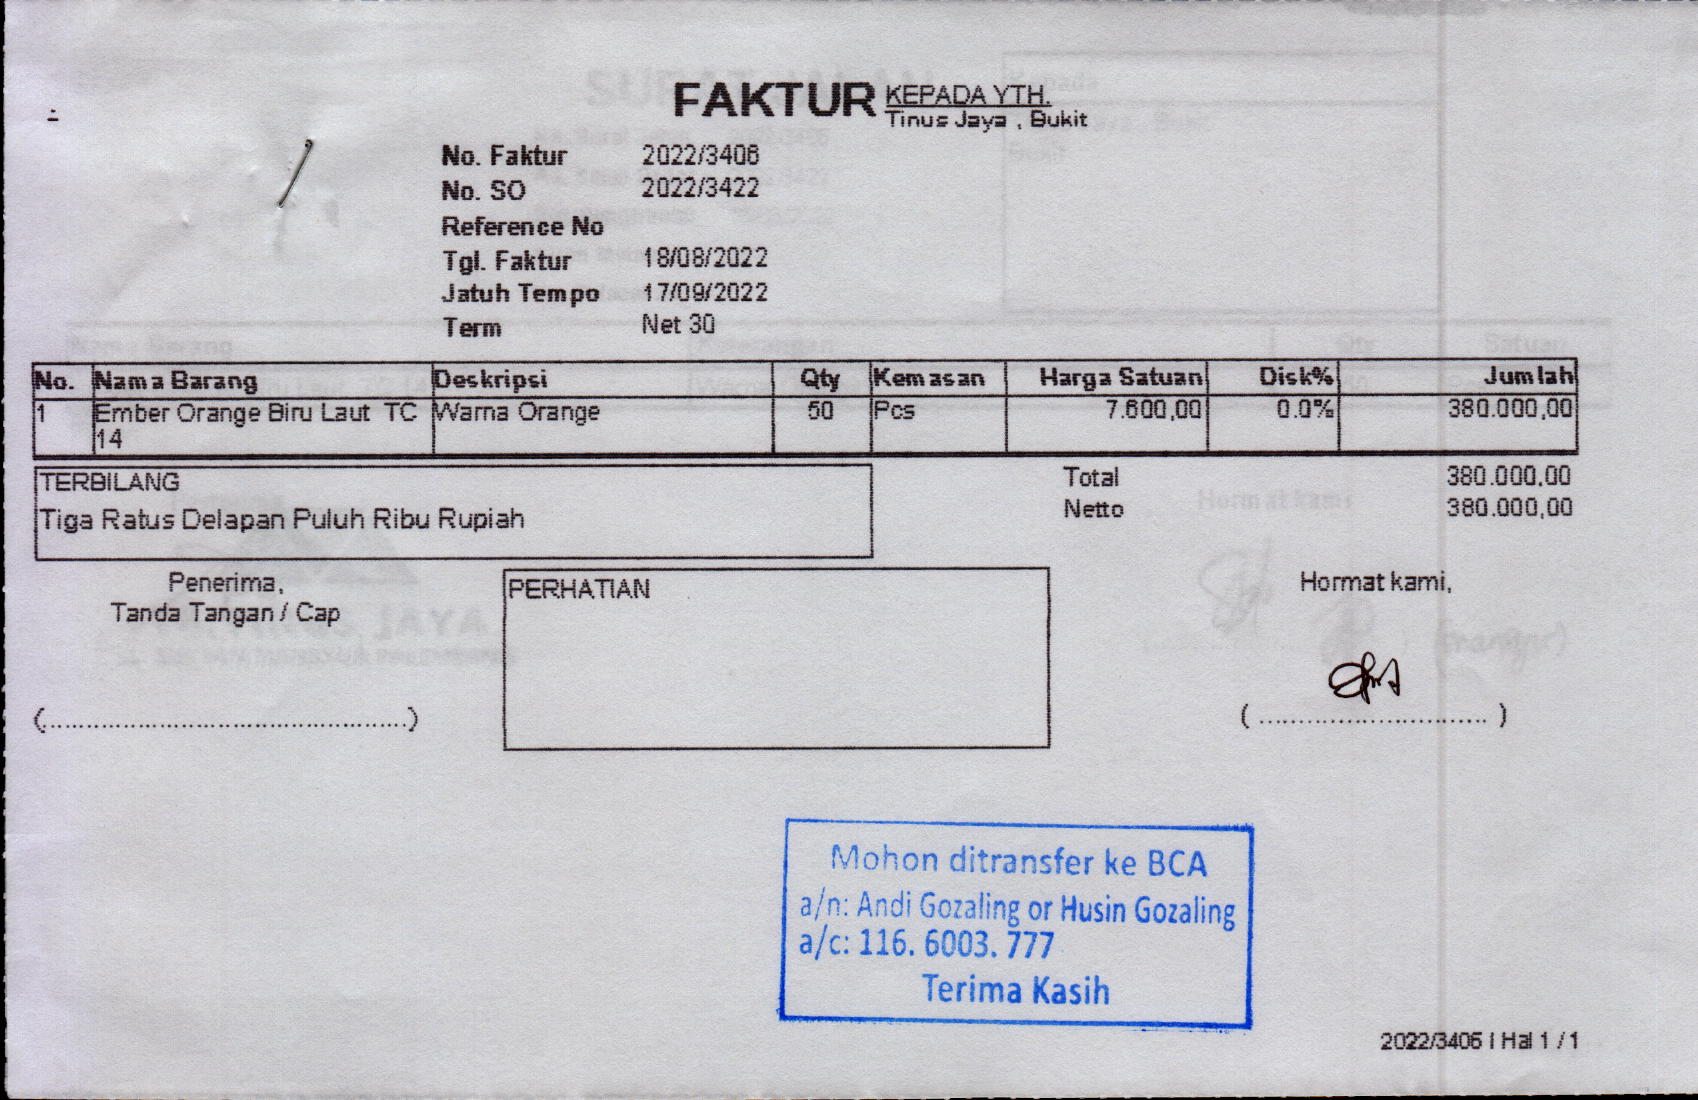 FAKTUR
KEPADA YTH.
Tinus Jaya , Bukit
No. Faktur 2022/3406
No. SO 2022/3422
Reference No
Tgl. Faktur 18/08/2022
Jatuh Tempo 17/09/2022
Term Net 30
No. Nama Barang Deskripsi Qty Kemasan Harga Satuan Disk% Jumlah
1 Ember Orange Biru Laut TC 14 Warna Orange 50 Pcs 7.600,00 0.0% 380.000,00
TERBILANG
Tiga Ratus Delapan Puluh Ribu Rupiah
Total 380.000,00
Netto 380.000,00
Penerima,
Tanda Tangan / Cap
PERHATIAN
Hormat kami,
(..........................................)
( ........................... )
Mohon ditransfer ke BCA
a/n: Andi Gozaling or Husin Gozaling
a/c: 116. 6003. 777
Terima Kasih
2022/3406 | Hal 1 / 1